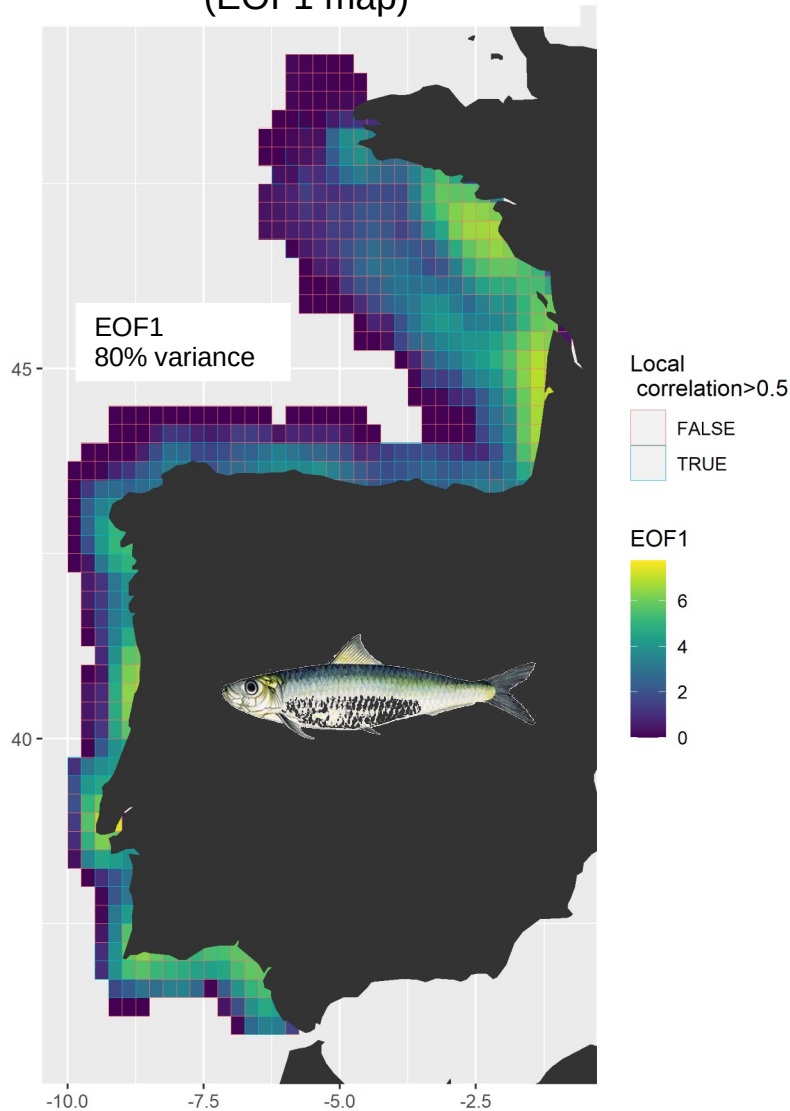 (EOF1 map)
EOF1
80% variance
45
40
-10.0
-7.5
-5.0
-2.5
Local
correlation>0.5
FALSE
TRUE
EOF1
6
4
2
0